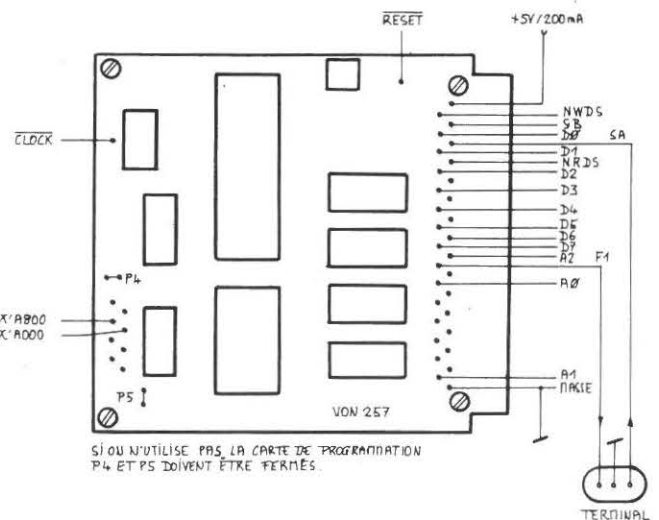 RESET
+5V/200mA
NWDS
SB
DØ
SA
CLOCK
D1
NRDS
D2
D3
D4
D5
D6
D7
A2
F1
P4
AØ
X'A800
X'A000
A1
MASSE
P5
VON 257
SI ON N'UTILISE PAS LA CARTE DE PROGRAMMATION
P4 ET P5 DOIVENT ÊTRE FERMÉS.
TERMINAL